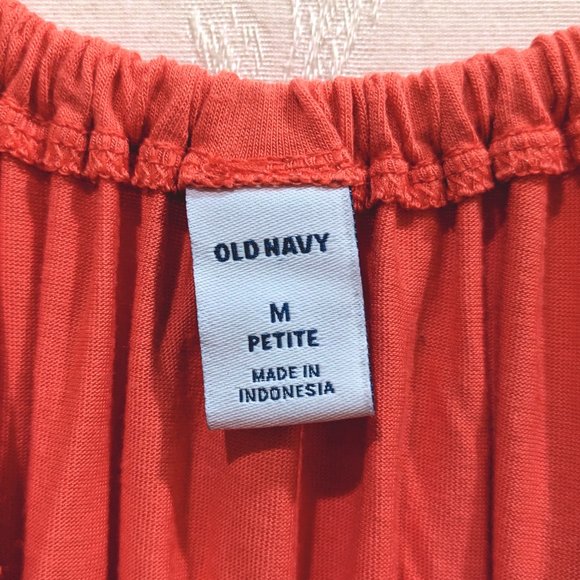 OLD NAVY
M
PETITE
MADE IN
INDONESIA